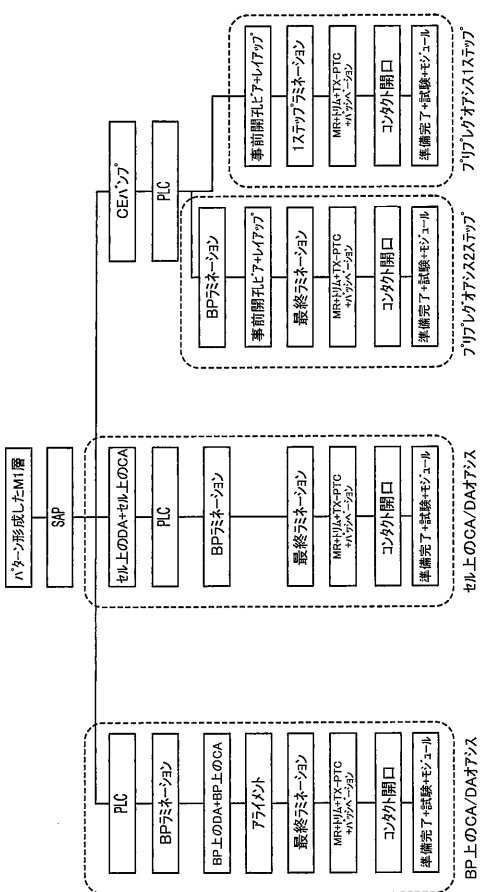 パターン形成したM1層
SAP
PLC
BPラミネーション
BP上のDA+BP上のCA
アライメント
最終ラミネーション
MR+トリム+TX-PTC
+パッシベーション
コンタクト開口
準備完了+試験+モジュール
BP上のCA/DAオアシス
セル上のDA+セル上のCA
PLC
BPラミネーション
最終ラミネーション
MR+トリム+TX-PTC
+パッシベーション
コンタクト開口
準備完了+試験+モジュール
セル上のCA/DAオアシス
CEバンプ
PLC
BPラミネーション
事前開孔ビア+レイアップ
最終ラミネーション
MR+トリム+TX-PTC
+パッシベーション
コンタクト開口
準備完了+試験+モジュール
プリプレグオアシス2ステップ
事前開孔ビア+レイアップ
1ステップラミネーション
MR+トリム+TX-PTC
+パッシベーション
コンタクト開口
準備完了+試験+モジュール
プリプレグオアシス1ステップ